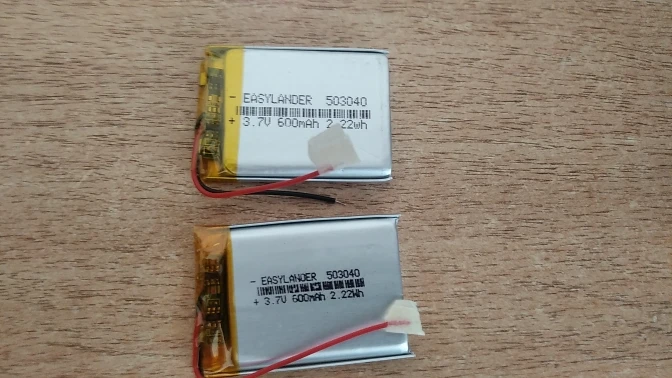 - EASYLANDER 503040
+ 3.7V 600mAh 2.22wh
- EASYLANDER 503040
+ 3.7V 600mAh 2.22Wh